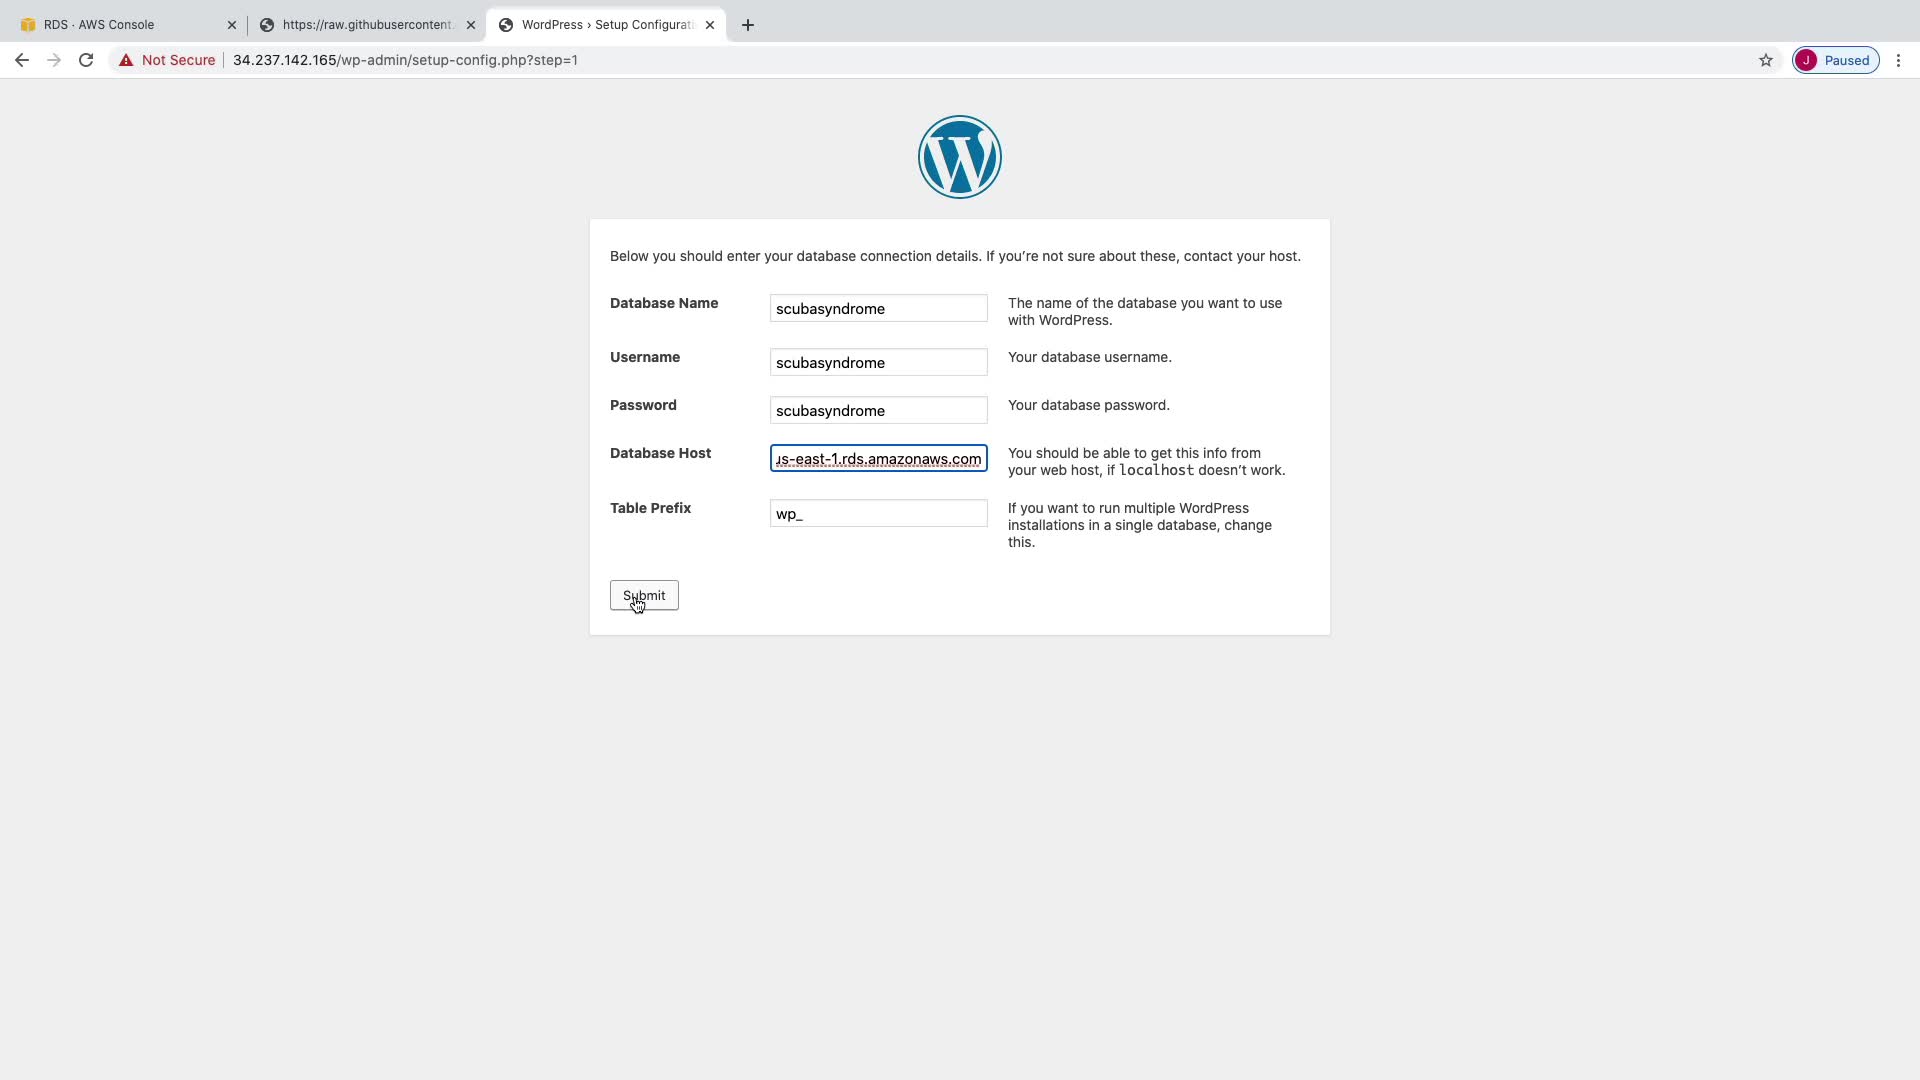 RDS · AWS Console
https://raw.githubusercontent.
WordPress › Setup Configurati
Not Secure
34.237.142.165/wp-admin/setup-config.php?step=1
J
Paused
Below you should enter your database connection details. If you’re not sure about these, contact your host.
Database Name
scubasyndrome
The name of the database you want to use
with WordPress.
Username
scubasyndrome
Your database username.
Password
scubasyndrome
Your database password.
Database Host
us-east-1.rds.amazonaws.com
You should be able to get this info from
your web host, if localhost doesn’t work.
Table Prefix
wp_
If you want to run multiple WordPress
installations in a single database, change
this.
Submit